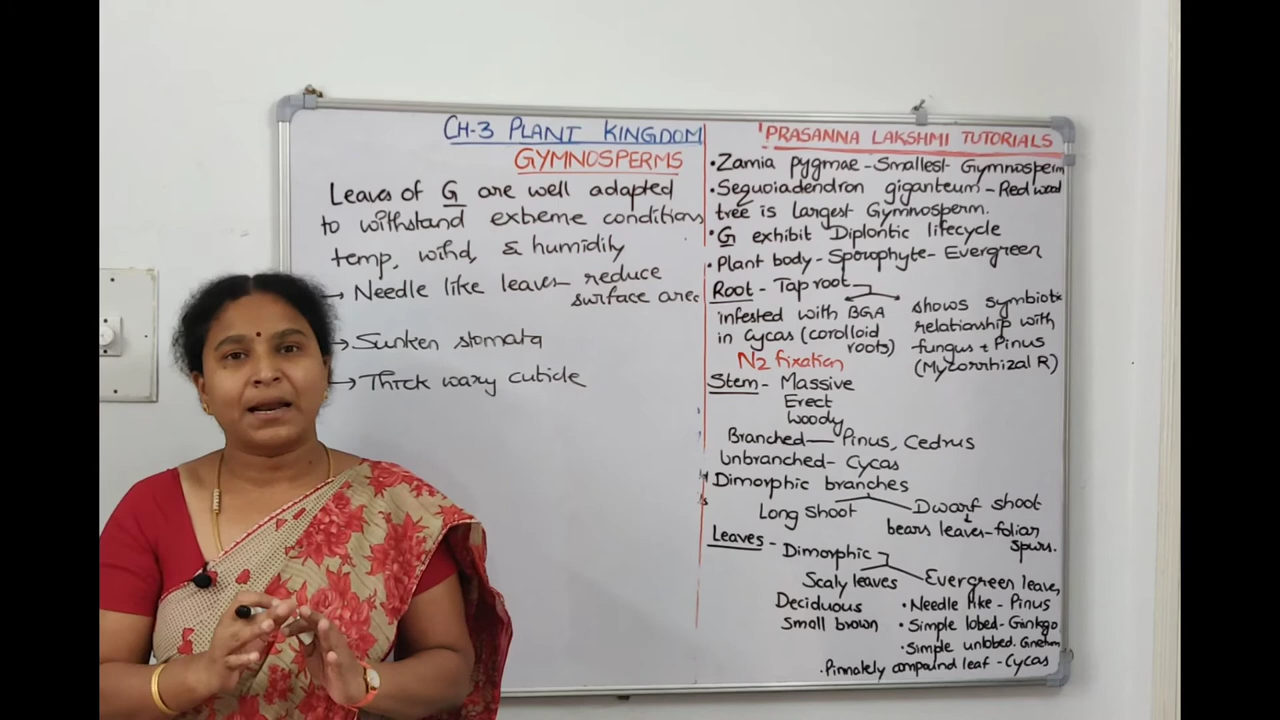 CH-3 PLANT KINGDOM
GYMNOSPERMS
Leaves of G are well adapted
to withstand extreme conditions
temp, wind, & humidity
→ Needle like leaves - reduce
surface area
→ Sunken stomata
→ Thick waxy cuticle
'PRASANNA LAKSHMI TUTORIALS
• Zamia pygmae - Smallest Gymnosperm
• Sequoiadendron giganteum - Red wood
tree is largest Gymnosperm.
• G exhibit Diplontic lifecycle
• Plant body - Sporophyte - Evergreen
Root - Tap root
infested with BGA
in Cycas (corolloid
roots)
N2 fixation
shows symbiotic
relationship with
fungus + Pinus
(Mycorrhizal R)
Stem - Massive
Erect
Woody
Branched - Pinus, Cedrus
Unbranched - Cycas
Dimorphic branches
Long Shoot
Dwarf shoot
bears leaves - foliar
spurs.
Leaves - Dimorphic
Scaly leaves
Deciduous
Small brown
Evergreen leaves
• Needle like - Pinus
• Simple lobed - Ginkgo
• Simple unlobed. Gnetum
• Pinnately compound leaf - Cycas